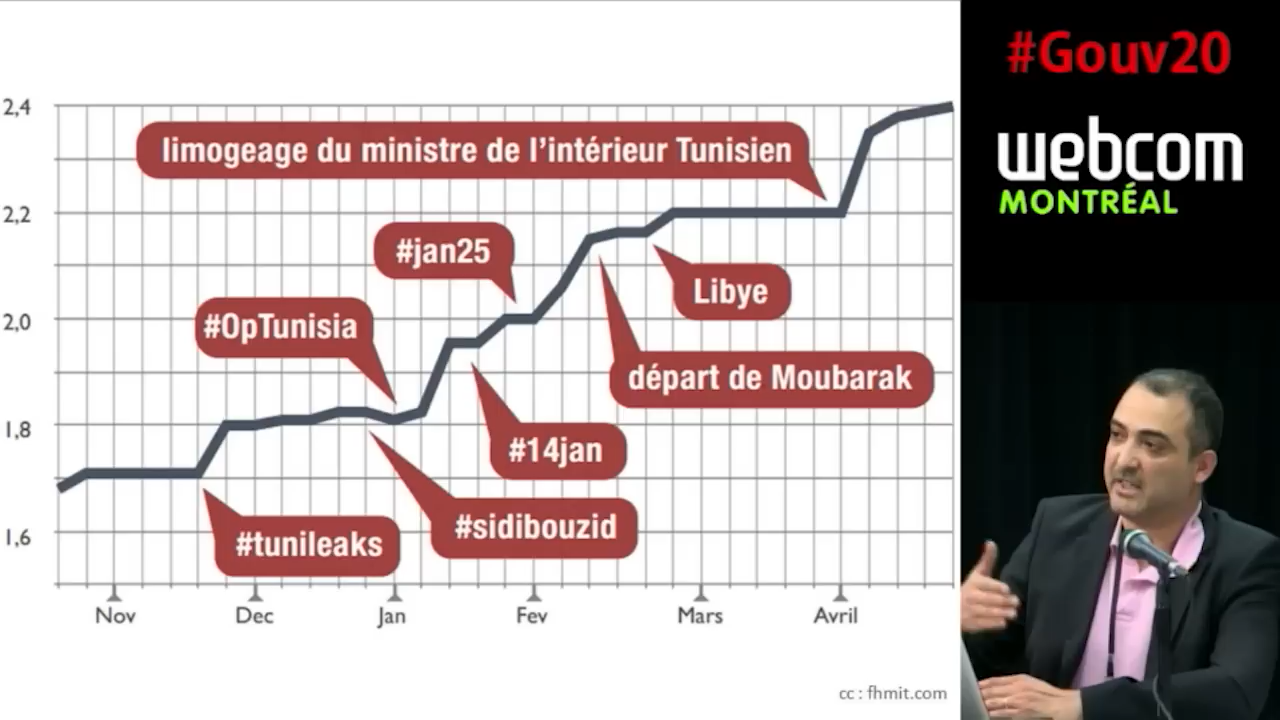 #Gouv20
webcom
MONTRÉAL
2,4
2,2
2,0
1,8
1,6
limogeage du ministre de l'intérieur Tunisien
#jan25
Libye
#OpTunisia
départ de Moubarak
#14jan
#sidibouzid
#tunileaks
Nov
Dec
Jan
Fev
Mars
Avril
cc : fhmit.com